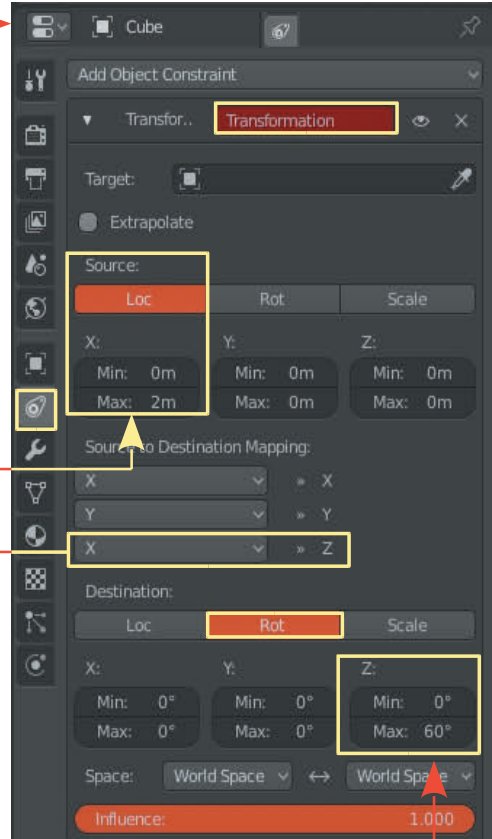 Cube
Add Object Constraint
Transfor.. Transformation
Target:
Extrapolate
Source:
Loc Rot Scale
X: Y: Z:
Min: 0m Min: 0m Min: 0m
Max: 2m Max: 0m Max: 0m
Source to Destination Mapping:
X » X
Y » Y
X » Z
Destination:
Loc Rot Scale
X: Y: Z:
Min: 0° Min: 0° Min: 0°
Max: 0° Max: 0° Max: 60°
Space: World Space ↔ World Space
Influence: 1.000